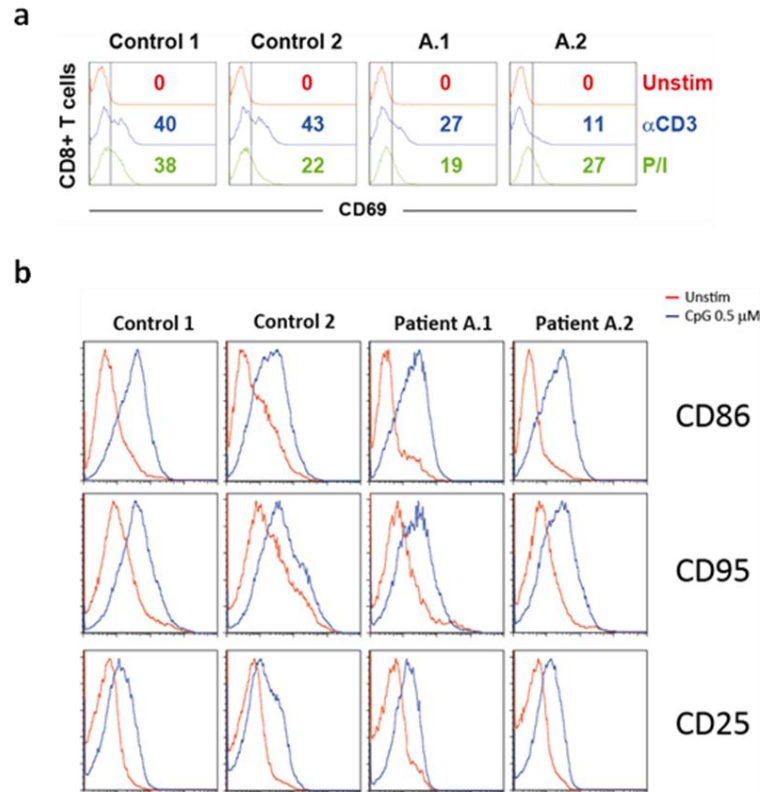 a
Control 1 Control 2 A.1 A.2
CD8+ T cells
0 0 0 0 Unstim
40 43 27 11 αCD3
38 22 19 27 P/I
CD69
b
Unstim
CpG 0.5 µM
Control 1 Control 2 Patient A.1 Patient A.2
CD86
CD95
CD25